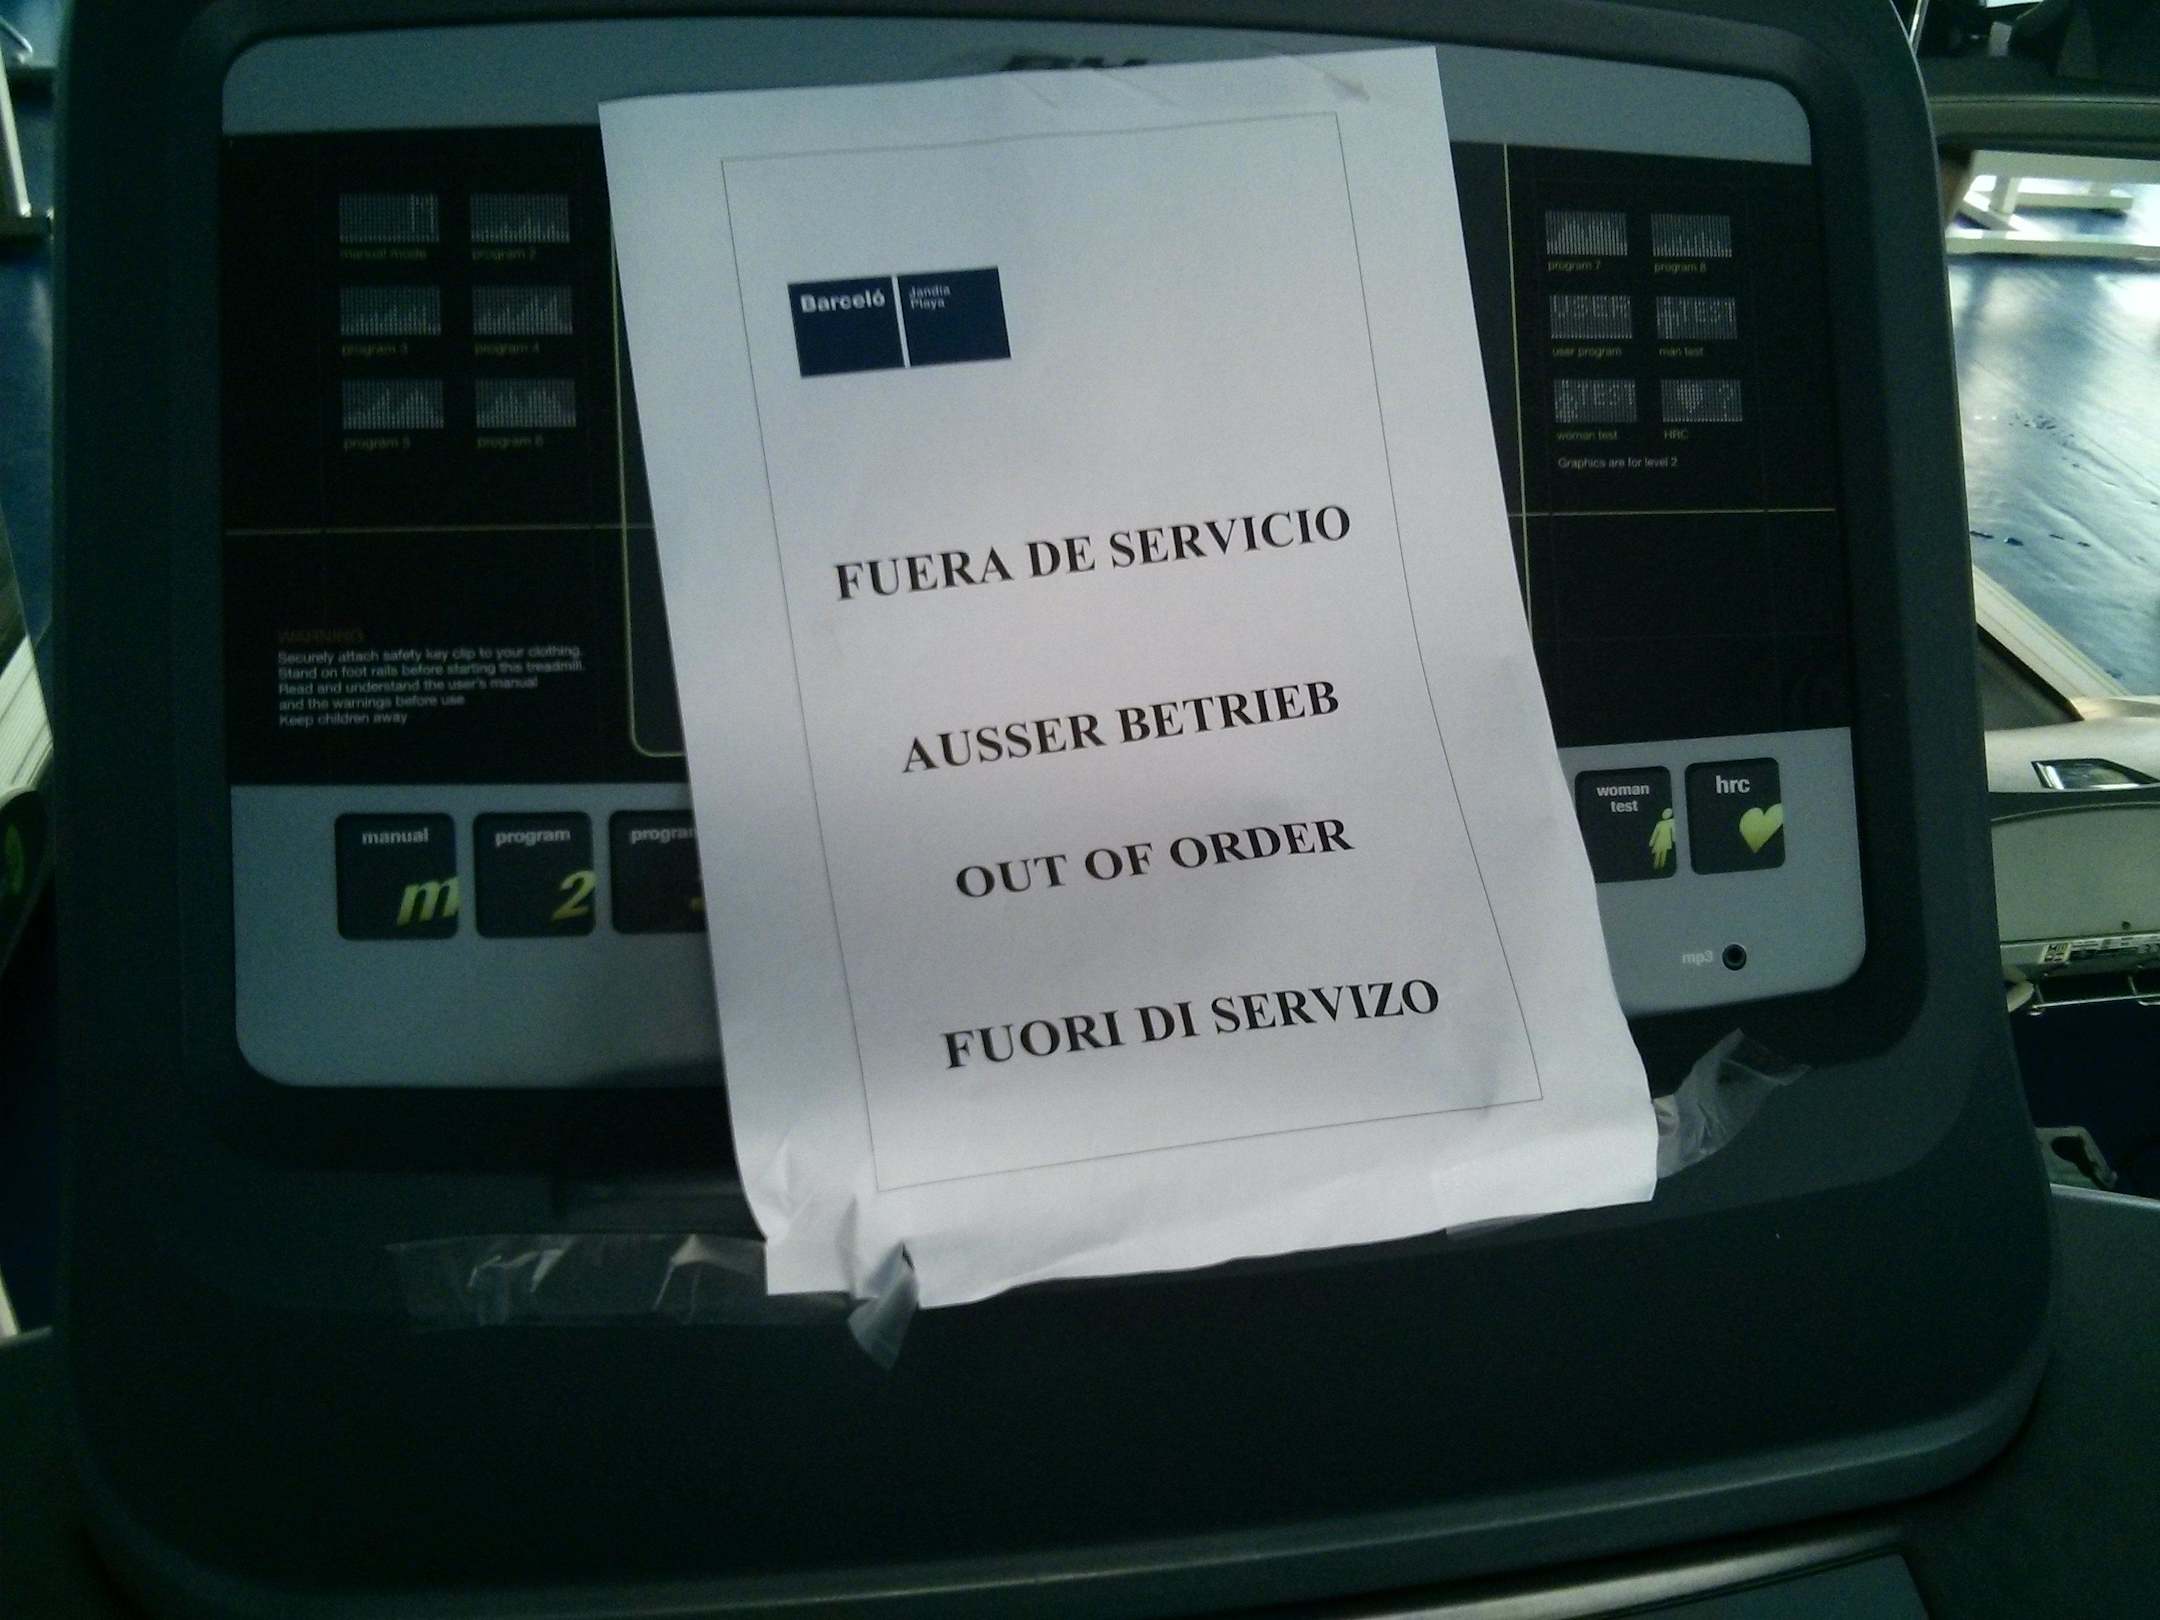 Barceló
Jandia
Playa
FUERA DE SERVICIO
AUSSER BETRIEB
OUT OF ORDER
FUORI DI SERVIZO
manual mode
program 2
program 3
program 4
program 5
program 6
WARNING
Securely attach safety key clip to your clothing.
Stand on foot rails before starting this treadmill.
Read and understand the user's manual
and the warnings before use
Keep children away
manual
m
program
2
program 7
program 8
USER
TEST
user program
man test
TEST
?
woman test
HRC
Graphics are for level 2
woman
test
hrc
mp3